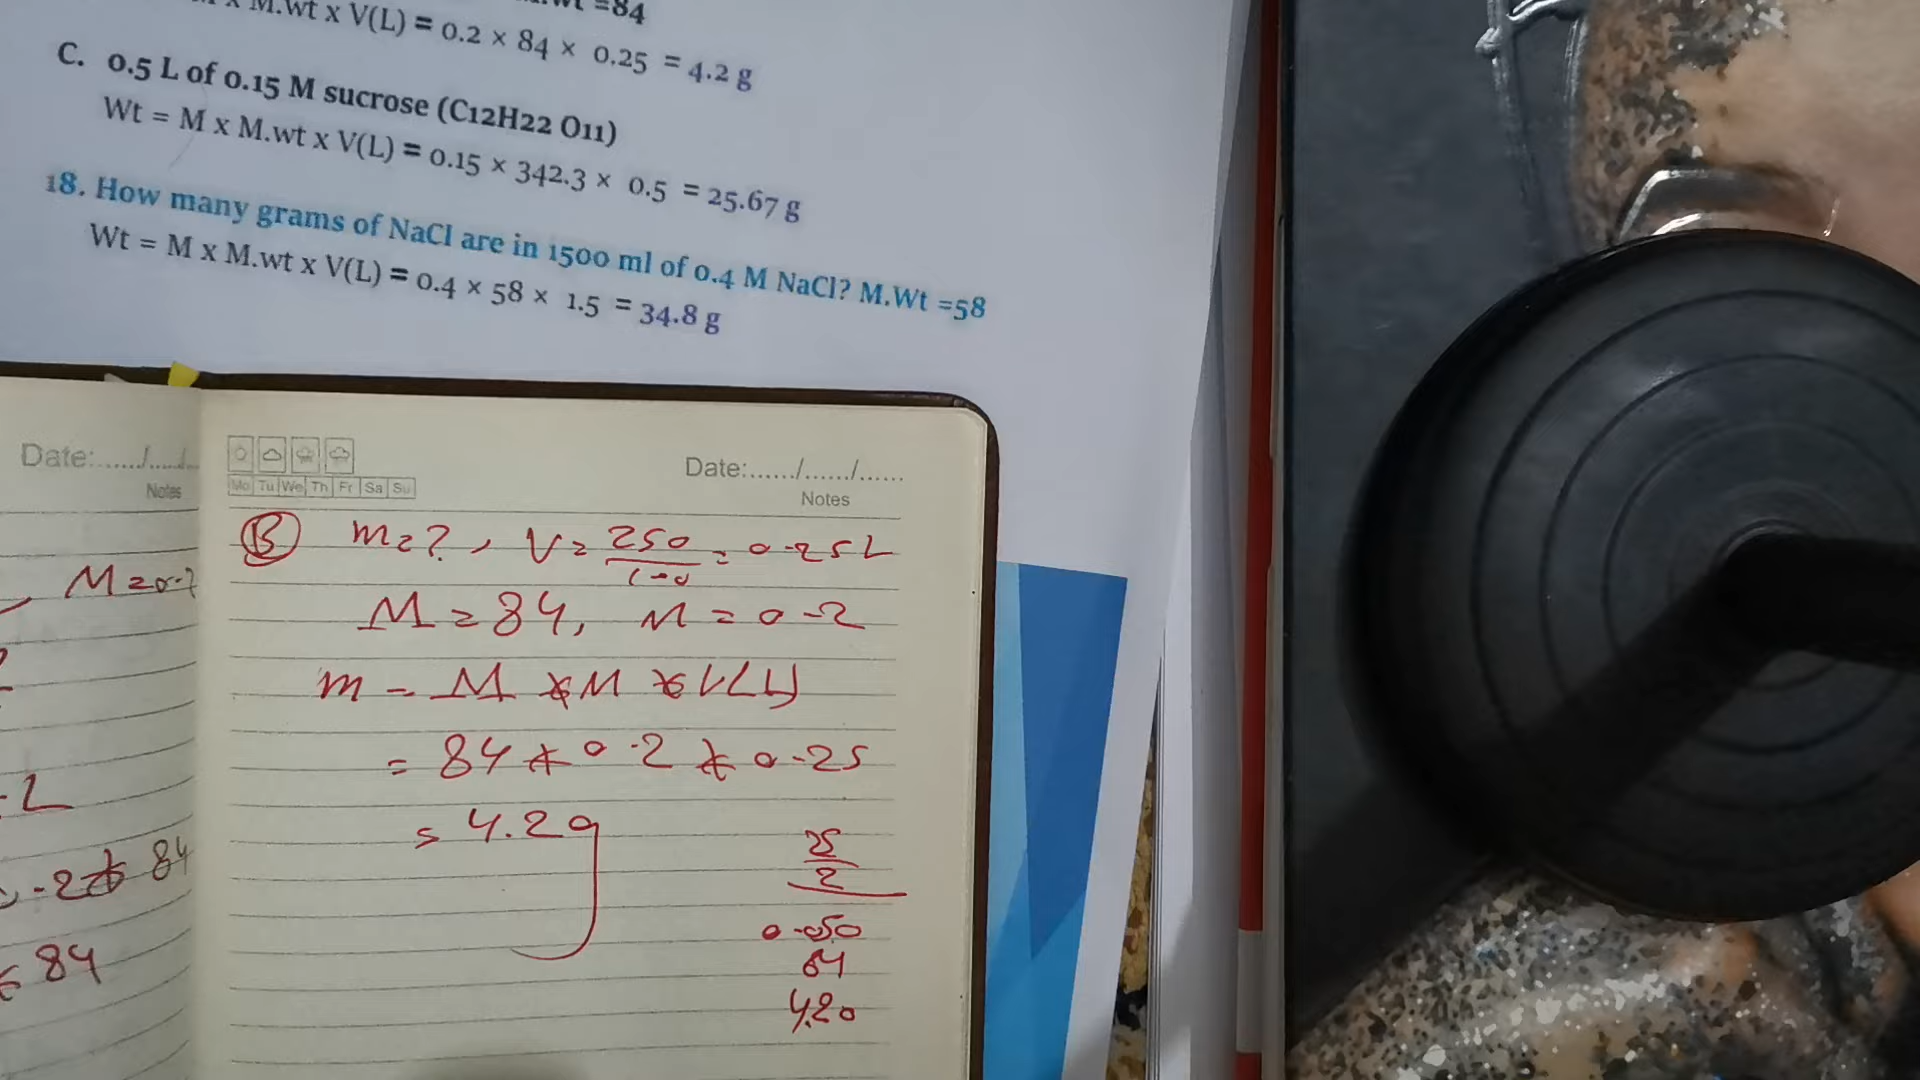 M.wt =84
x M.wt x V(L) = 0.2 × 84 × 0.25 = 4.2 g
C. 0.5 L of 0.15 M sucrose (C12H22 O11)
Wt = M x M.wt x V(L) = 0.15 × 342.3 × 0.5 = 25.67 g
18. How many grams of NaCl are in 1500 ml of 0.4 M NaCl? M.Wt =58
Wt = M x M.wt x V(L) = 0.4 × 58 × 1.5 = 34.8 g
Date:....../....../...
Notes
M=0.2
84
84
Mo Tu We Th Fr Sa Su
Date:....../....../......
Notes
B m=?, V= 250/1000 = 0.25L
M = 84, M = 0.2
m = M * M * V(L)
= 84 * 0.2 * 0.25
= 4.2g
25
2
0.050
84
4.20